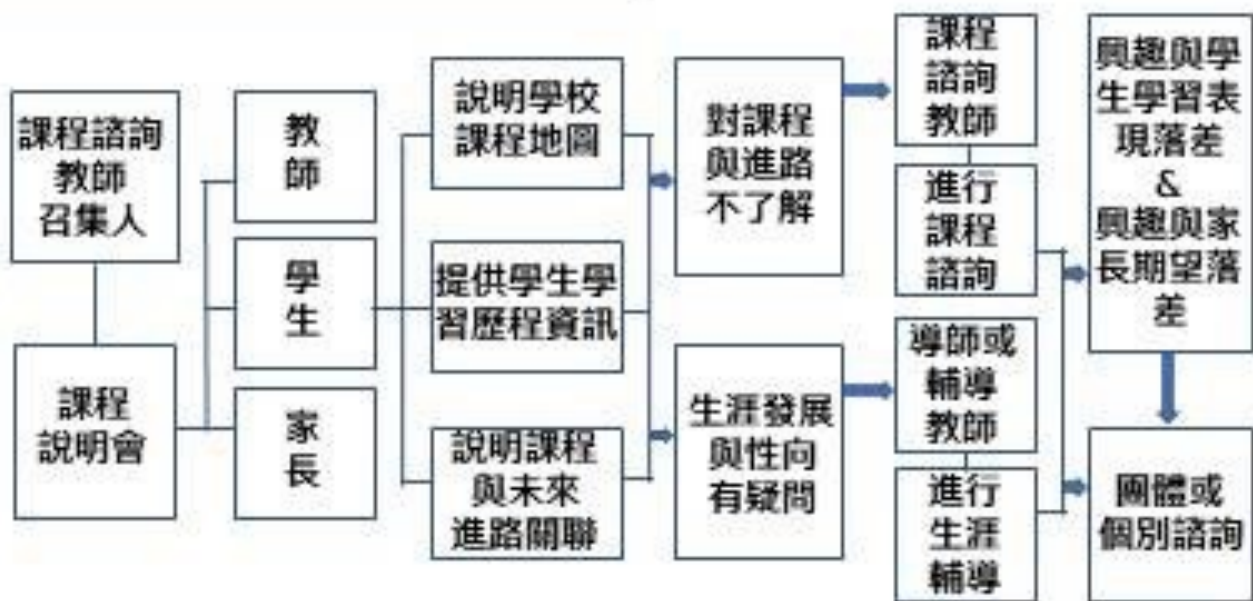 課程諮詢
教師
召集人
課程
說明會
教
師
學
生
家
長
說明學校
課程地圖
提供學生學
習歷程資訊
說明課程
與未來
進路關聯
對課程
與進路
不了解
生涯發展
與性向
有疑問
課程
諮詢
教師
進行
課程
諮詢
導師或
輔導
教師
進行
生涯
輔導
興趣與學
生學習表
現落差
&
興趣與家
長期望落
差
團體或
個別諮詢